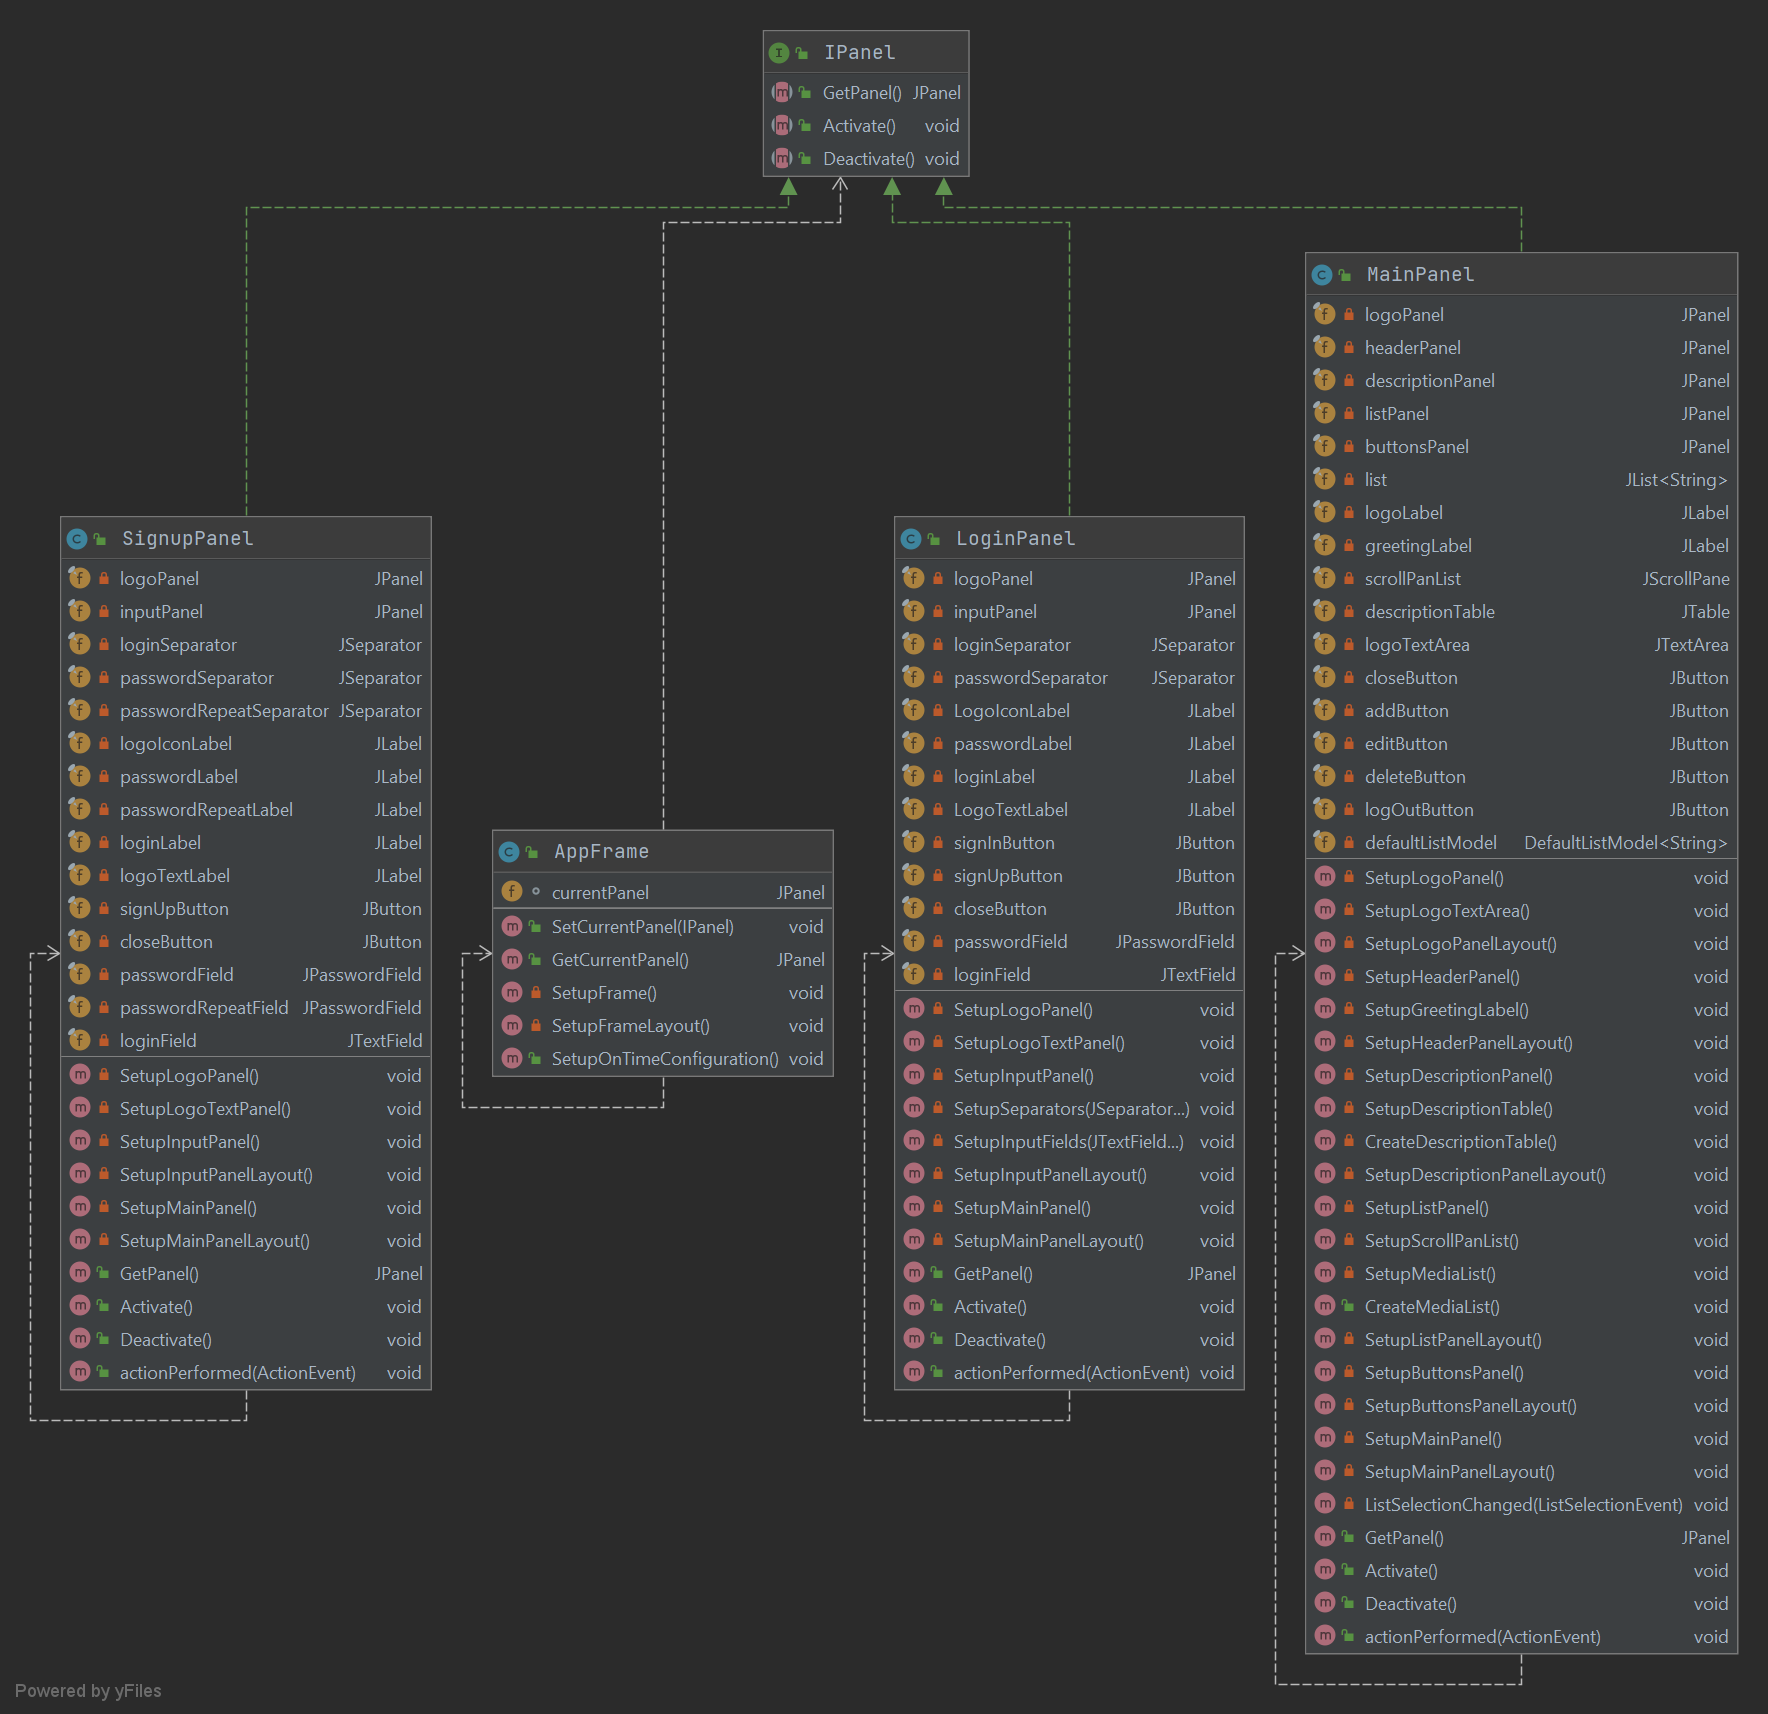 IPanel
GetPanel() JPanel
Activate() void
Deactivate() void
SignupPanel
logoPanel JPanel
inputPanel JPanel
loginSeparator JSeparator
passwordSeparator JSeparator
passwordRepeatSeparator JSeparator
logoIconLabel JLabel
passwordLabel JLabel
passwordRepeatLabel JLabel
loginLabel JLabel
logoTextLabel JLabel
signUpButton JButton
closeButton JButton
passwordField JPasswordField
passwordRepeatField JPasswordField
loginField JTextField
SetupLogoPanel() void
SetupLogoTextPanel() void
SetupInputPanel() void
SetupInputPanelLayout() void
SetupMainPanel() void
SetupMainPanelLayout() void
GetPanel() JPanel
Activate() void
Deactivate() void
actionPerformed(ActionEvent) void
AppFrame
currentPanel JPanel
SetCurrentPanel(IPanel) void
GetCurrentPanel() JPanel
SetupFrame() void
SetupFrameLayout() void
SetupOnTimeConfiguration() void
LoginPanel
logoPanel JPanel
inputPanel JPanel
loginSeparator JSeparator
passwordSeparator JSeparator
LogoIconLabel JLabel
passwordLabel JLabel
loginLabel JLabel
LogoTextLabel JLabel
signInButton JButton
signUpButton JButton
closeButton JButton
passwordField JPasswordField
loginField JTextField
SetupLogoPanel() void
SetupLogoTextPanel() void
SetupInputPanel() void
SetupSeparators(JSeparator...) void
SetupInputFields(JTextField...) void
SetupInputPanelLayout() void
SetupMainPanel() void
SetupMainPanelLayout() void
GetPanel() JPanel
Activate() void
Deactivate() void
actionPerformed(ActionEvent) void
MainPanel
logoPanel JPanel
headerPanel JPanel
descriptionPanel JPanel
listPanel JPanel
buttonsPanel JPanel
list JList<String>
logoLabel JLabel
greetingLabel JLabel
scrollPanList JScrollPane
descriptionTable JTable
logoTextArea JTextArea
closeButton JButton
addButton JButton
editButton JButton
deleteButton JButton
logOutButton JButton
defaultListModel DefaultListModel<String>
SetupLogoPanel() void
SetupLogoTextArea() void
SetupLogoPanelLayout() void
SetupHeaderPanel() void
SetupGreetingLabel() void
SetupHeaderPanelLayout() void
SetupDescriptionPanel() void
SetupDescriptionTable() void
CreateDescriptionTable() void
SetupDescriptionPanelLayout() void
SetupListPanel() void
SetupScrollPanList() void
SetupMediaList() void
CreateMediaList() void
SetupListPanelLayout() void
SetupButtonsPanel() void
SetupButtonsPanelLayout() void
SetupMainPanel() void
SetupMainPanelLayout() void
ListSelectionChanged(ListSelectionEvent) void
GetPanel() JPanel
Activate() void
Deactivate() void
actionPerformed(ActionEvent) void
Powered by yFiles